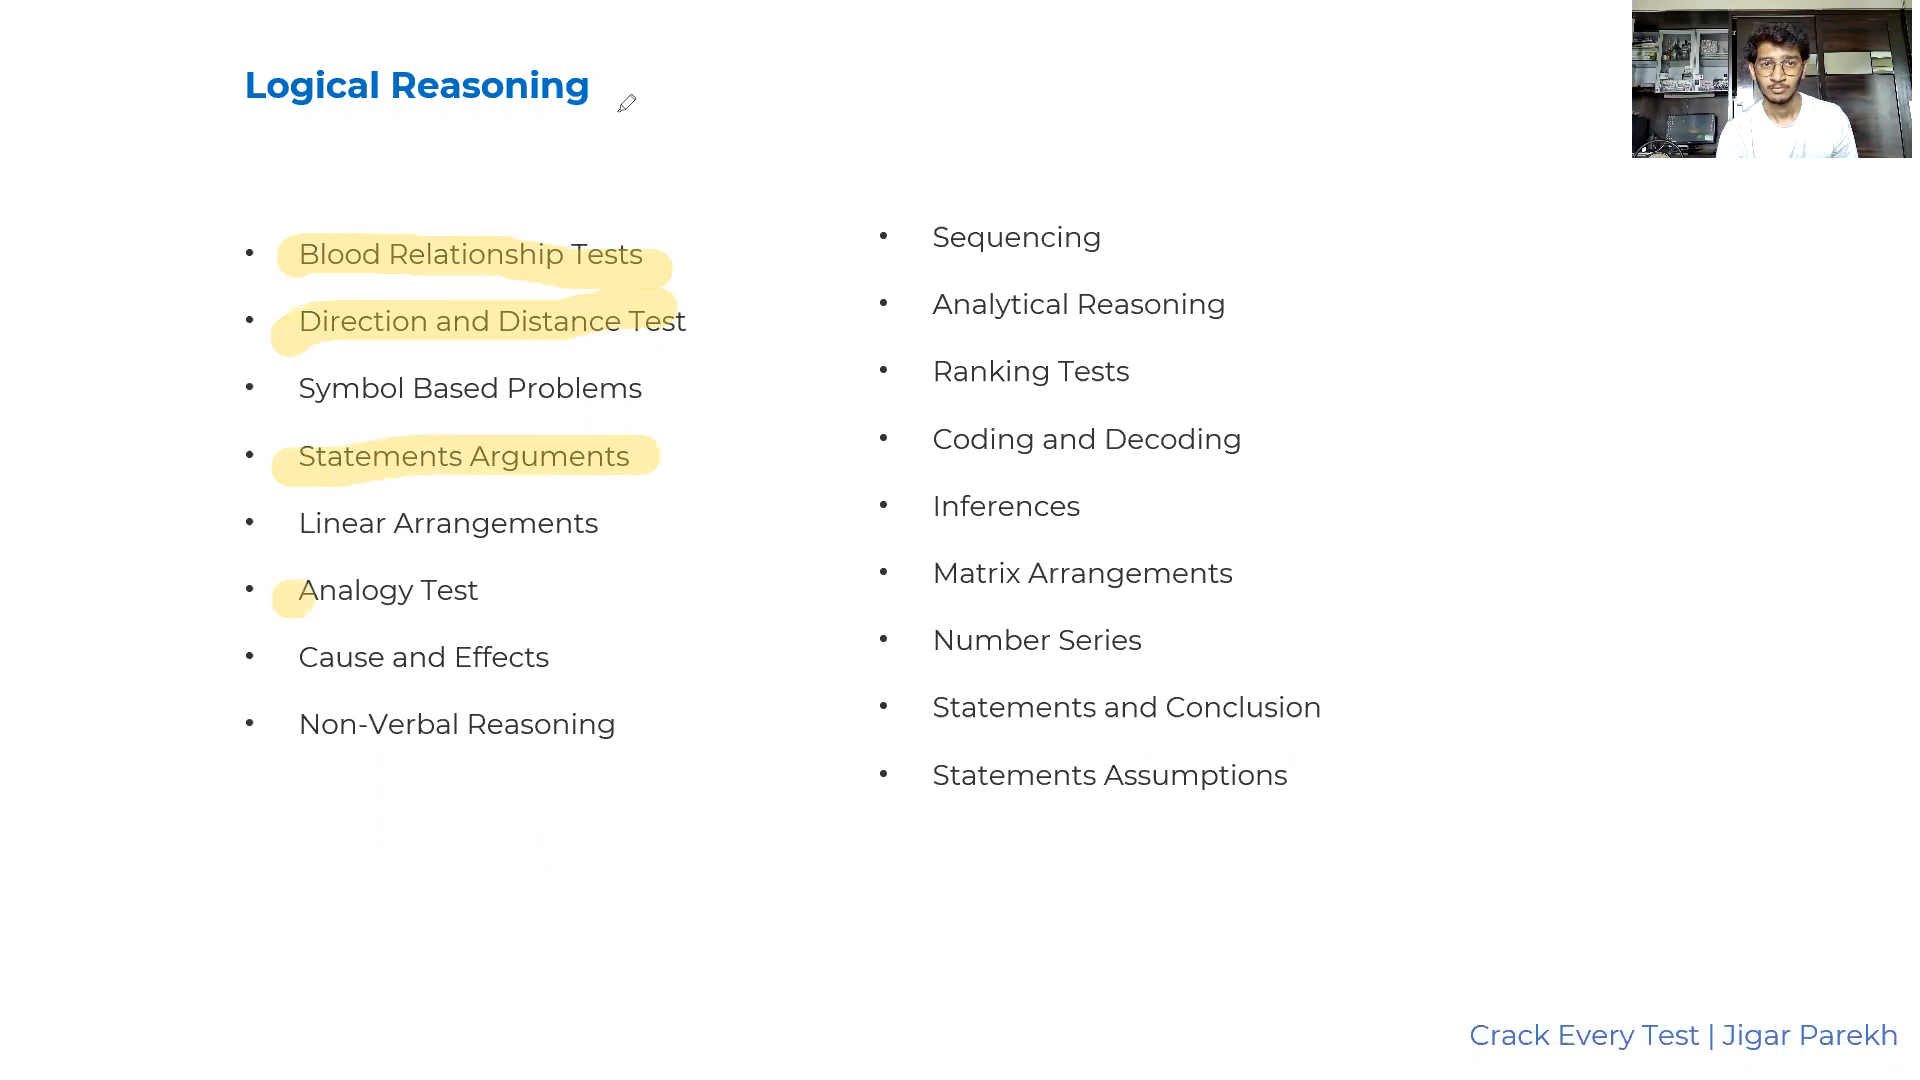 Logical Reasoning
• Blood Relationship Tests
• Direction and Distance Test
• Symbol Based Problems
• Statements Arguments
• Linear Arrangements
• Analogy Test
• Cause and Effects
• Non-Verbal Reasoning
• Sequencing
• Analytical Reasoning
• Ranking Tests
• Coding and Decoding
• Inferences
• Matrix Arrangements
• Number Series
• Statements and Conclusion
• Statements Assumptions
Crack Every Test | Jigar Parekh